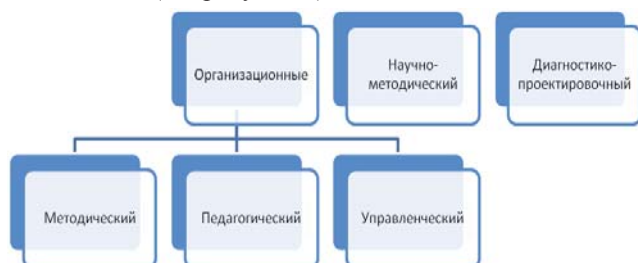 Организационные
Научно-
методический
Диагностико-
проектировочный
Методический
Педагогический
Управленческий